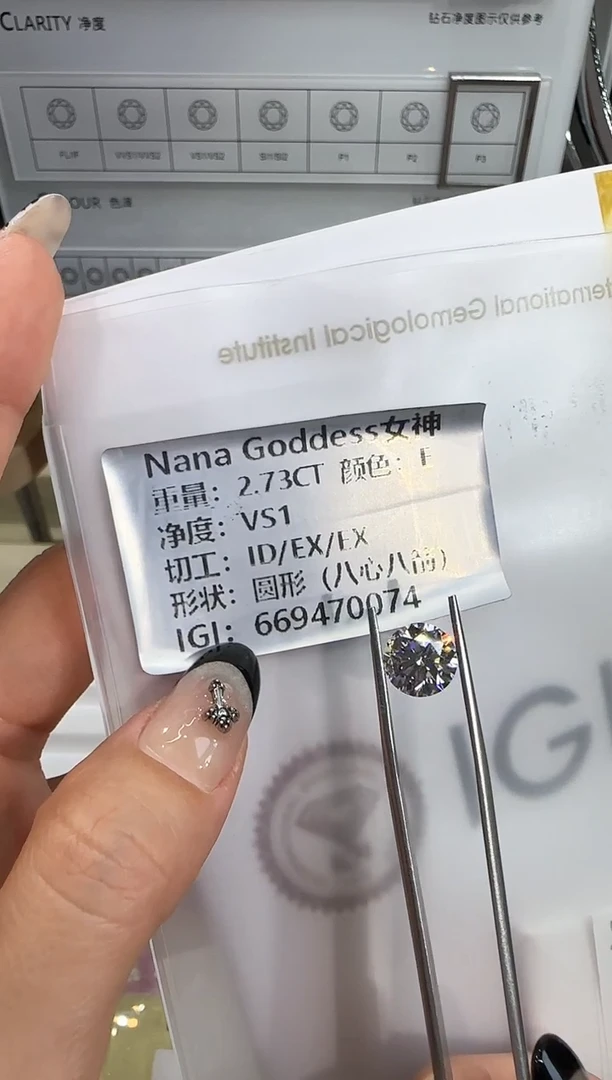 CLARITY 净度
钻石净度图示仅供参考
FL/IF
VVS1/VVS2
VS1/VS2
SI1/SI2
P1
P2
P3
OUR 色泽
ternational Gemological Institute
Nana Goddess女神
重量：2.73CT 颜色：E
净度：VS1
切工：ID/EX/EX
形状：圆形（八心八箭）
IGI：669470074
IGI